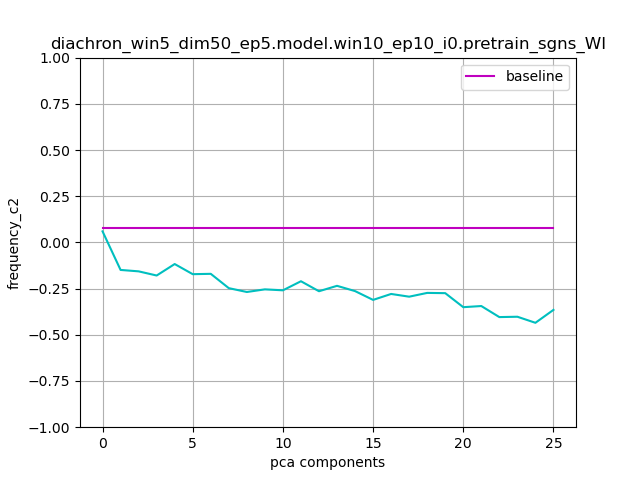 diachron_win5_dim50_ep5.model.win10_ep10_i0.pretrain_sgns_WI
baseline
1.00
0.75
0.50
0.25
0.00
−0.25
−0.50
−0.75
−1.00
frequency_c2
0 5 10 15 20 25
pca components